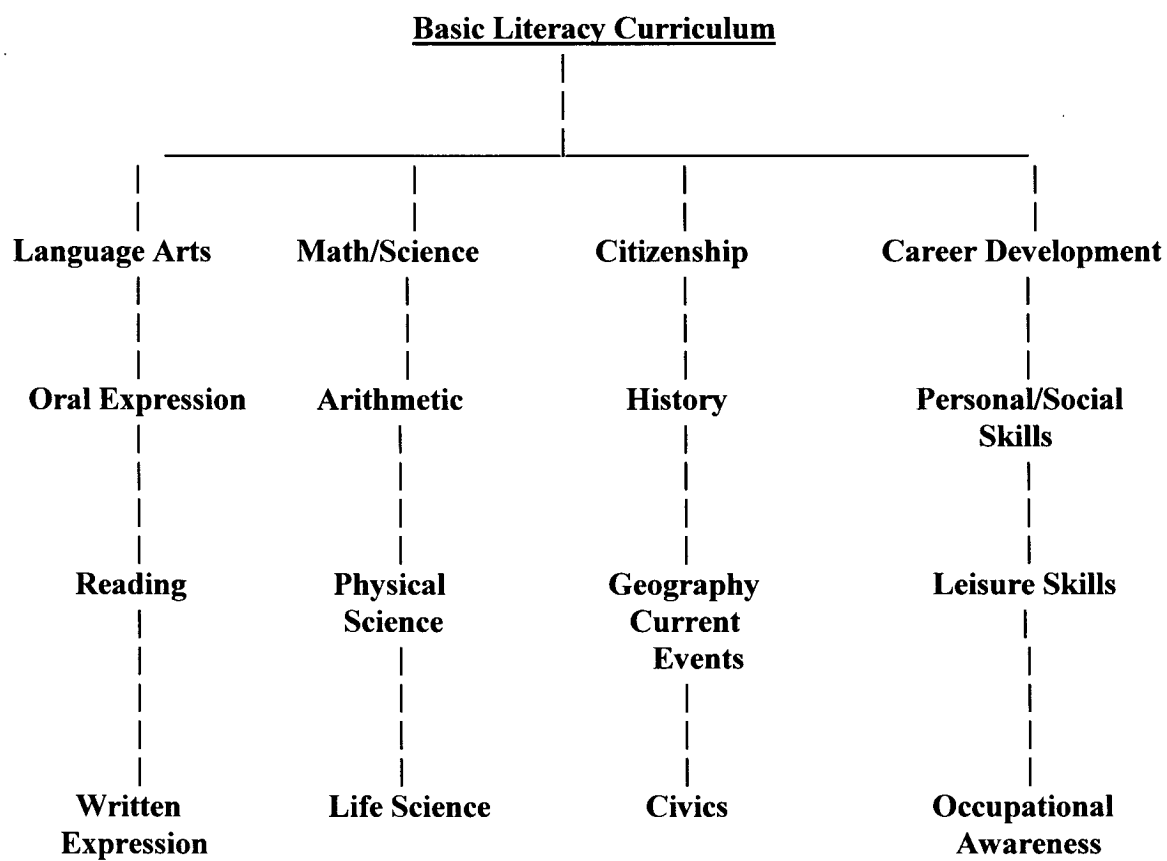 Basic Literacy Curriculum
Language Arts Math/Science Citizenship Career Development
Oral Expression Arithmetic History Personal/Social
Skills
Reading Physical Geography Leisure Skills
Science Current
Events
Written Life Science Civics Occupational
Expression Awareness